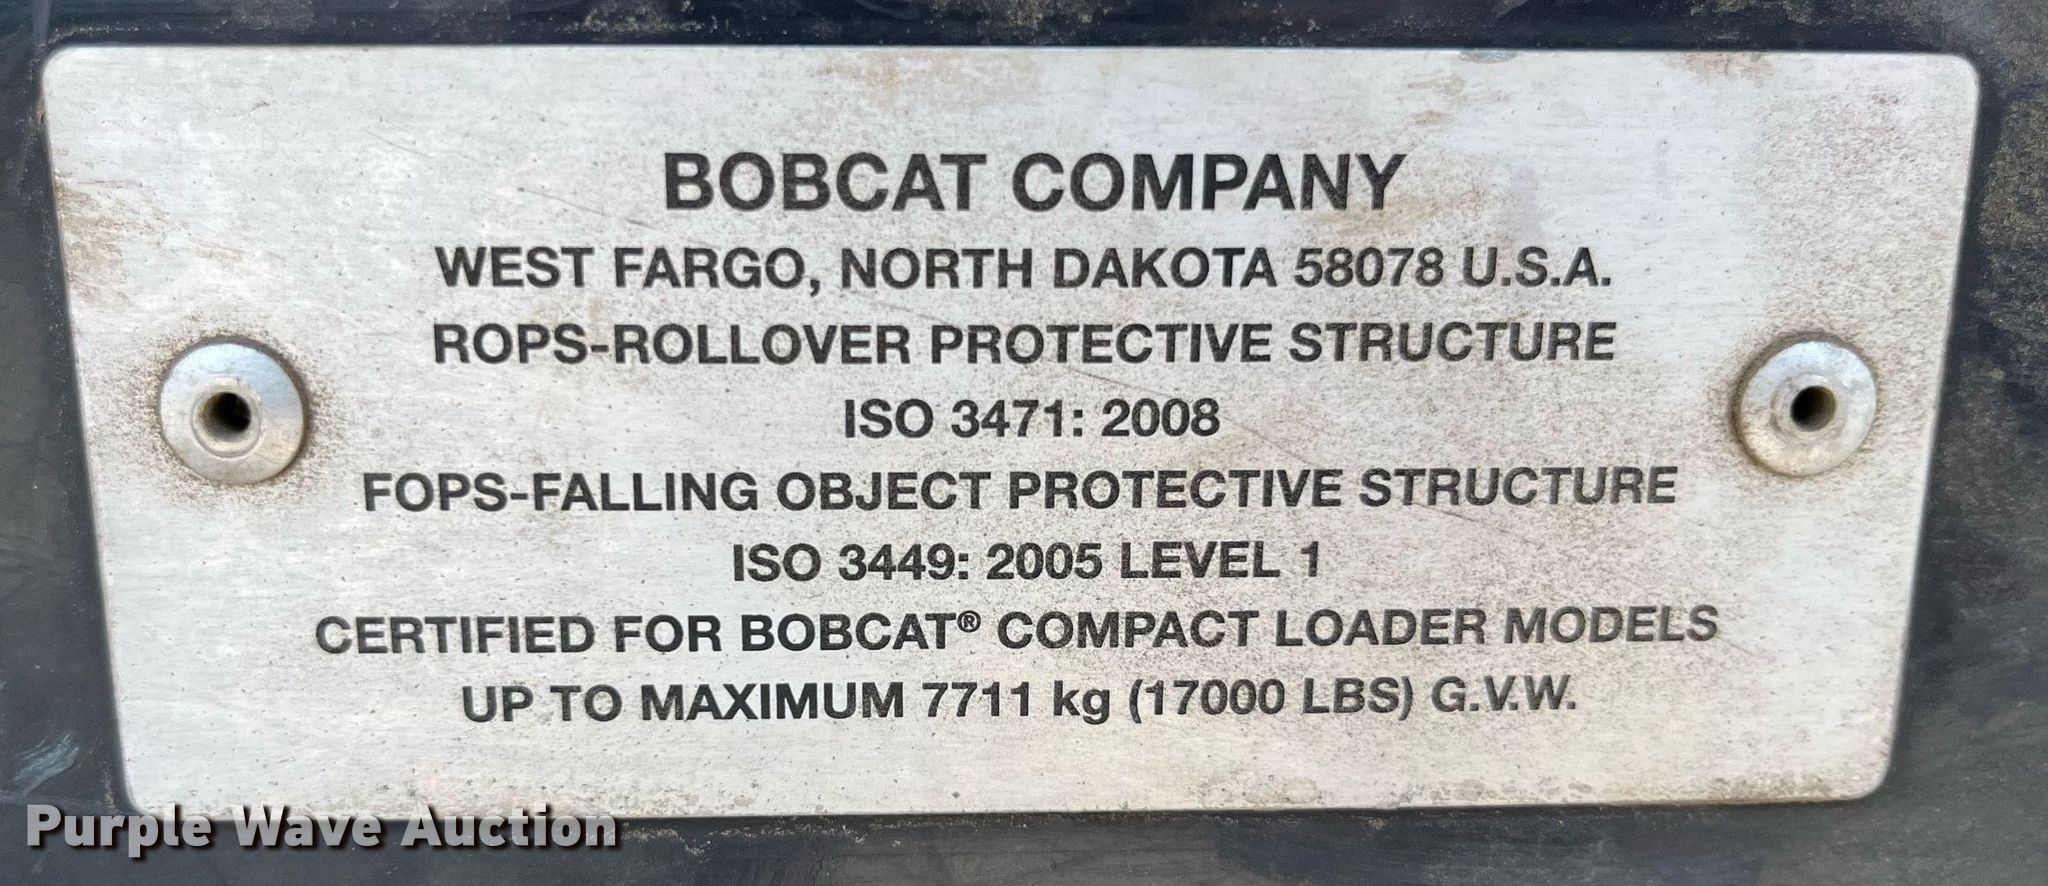 BOBCAT COMPANY
WEST FARGO, NORTH DAKOTA 58078 U.S.A.
ROPS-ROLLOVER PROTECTIVE STRUCTURE
ISO 3471: 2008
FOPS-FALLING OBJECT PROTECTIVE STRUCTURE
ISO 3449: 2005 LEVEL 1
CERTIFIED FOR BOBCAT® COMPACT LOADER MODELS
UP TO MAXIMUM 7711 kg (17000 LBS) G.V.W.
Purple Wave Auction